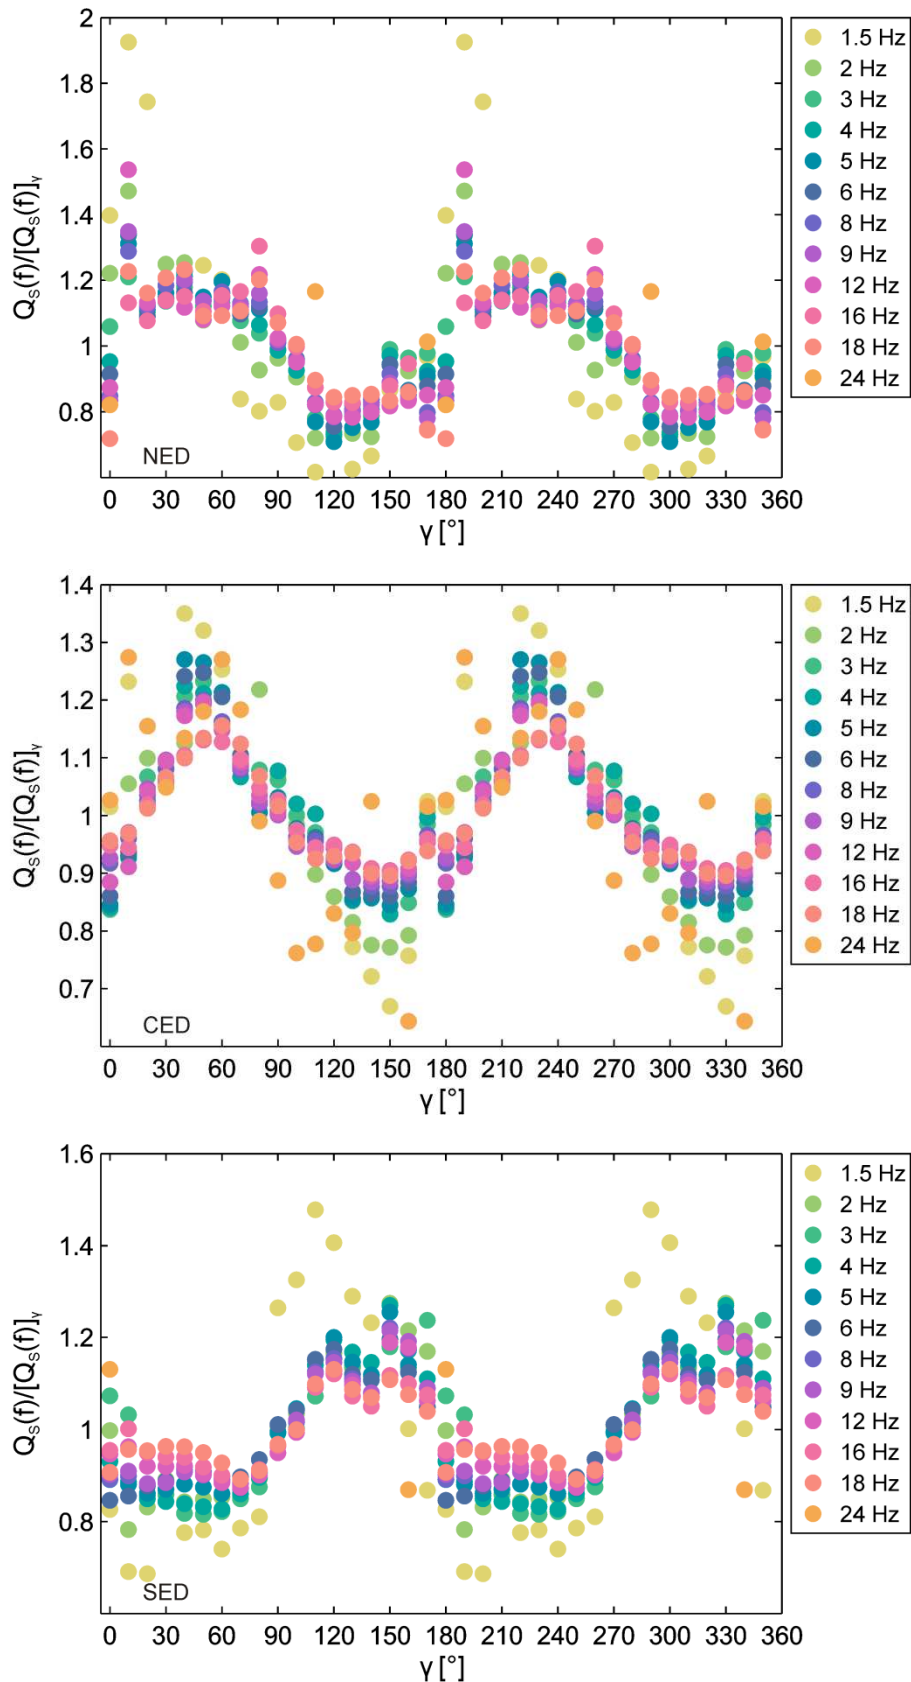 2
1.8
1.6
1.4
1.2
1
0.8
Q_S(f)/[Q_S(f)]_γ
NED
0 30 60 90 120 150 180 210 240 270 300 330 360
γ [°]
1.5 Hz
2 Hz
3 Hz
4 Hz
5 Hz
6 Hz
8 Hz
9 Hz
12 Hz
16 Hz
18 Hz
24 Hz
1.4
1.3
1.2
1.1
1
0.9
0.8
0.7
Q_S(f)/[Q_S(f)]_γ
CED
0 30 60 90 120 150 180 210 240 270 300 330 360
γ [°]
1.5 Hz
2 Hz
3 Hz
4 Hz
5 Hz
6 Hz
8 Hz
9 Hz
12 Hz
16 Hz
18 Hz
24 Hz
1.6
1.4
1.2
1
0.8
Q_S(f)/[Q_S(f)]_γ
SED
0 30 60 90 120 150 180 210 240 270 300 330 360
γ [°]
1.5 Hz
2 Hz
3 Hz
4 Hz
5 Hz
6 Hz
8 Hz
9 Hz
12 Hz
16 Hz
18 Hz
24 Hz